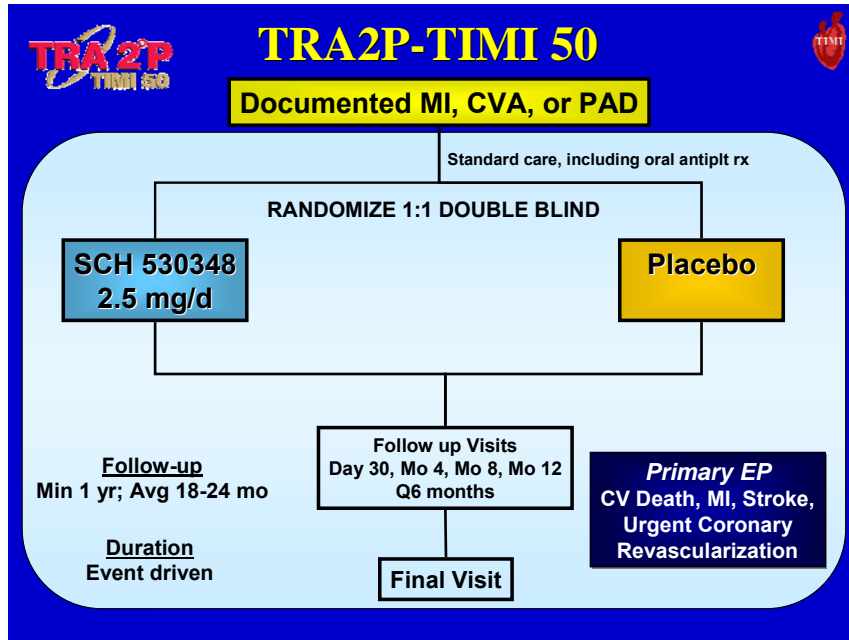 TRA 2°P
TIMI 50
TRA2P-TIMI 50
TIMI
Documented MI, CVA, or PAD
Standard care, including oral antiplt rx
RANDOMIZE 1:1 DOUBLE BLIND
SCH 530348
2.5 mg/d
Placebo
Follow up Visits
Day 30, Mo 4, Mo 8, Mo 12
Q6 months
Follow-up
Min 1 yr; Avg 18-24 mo
Primary EP
CV Death, MI, Stroke,
Urgent Coronary
Revascularization
Duration
Event driven
Final Visit